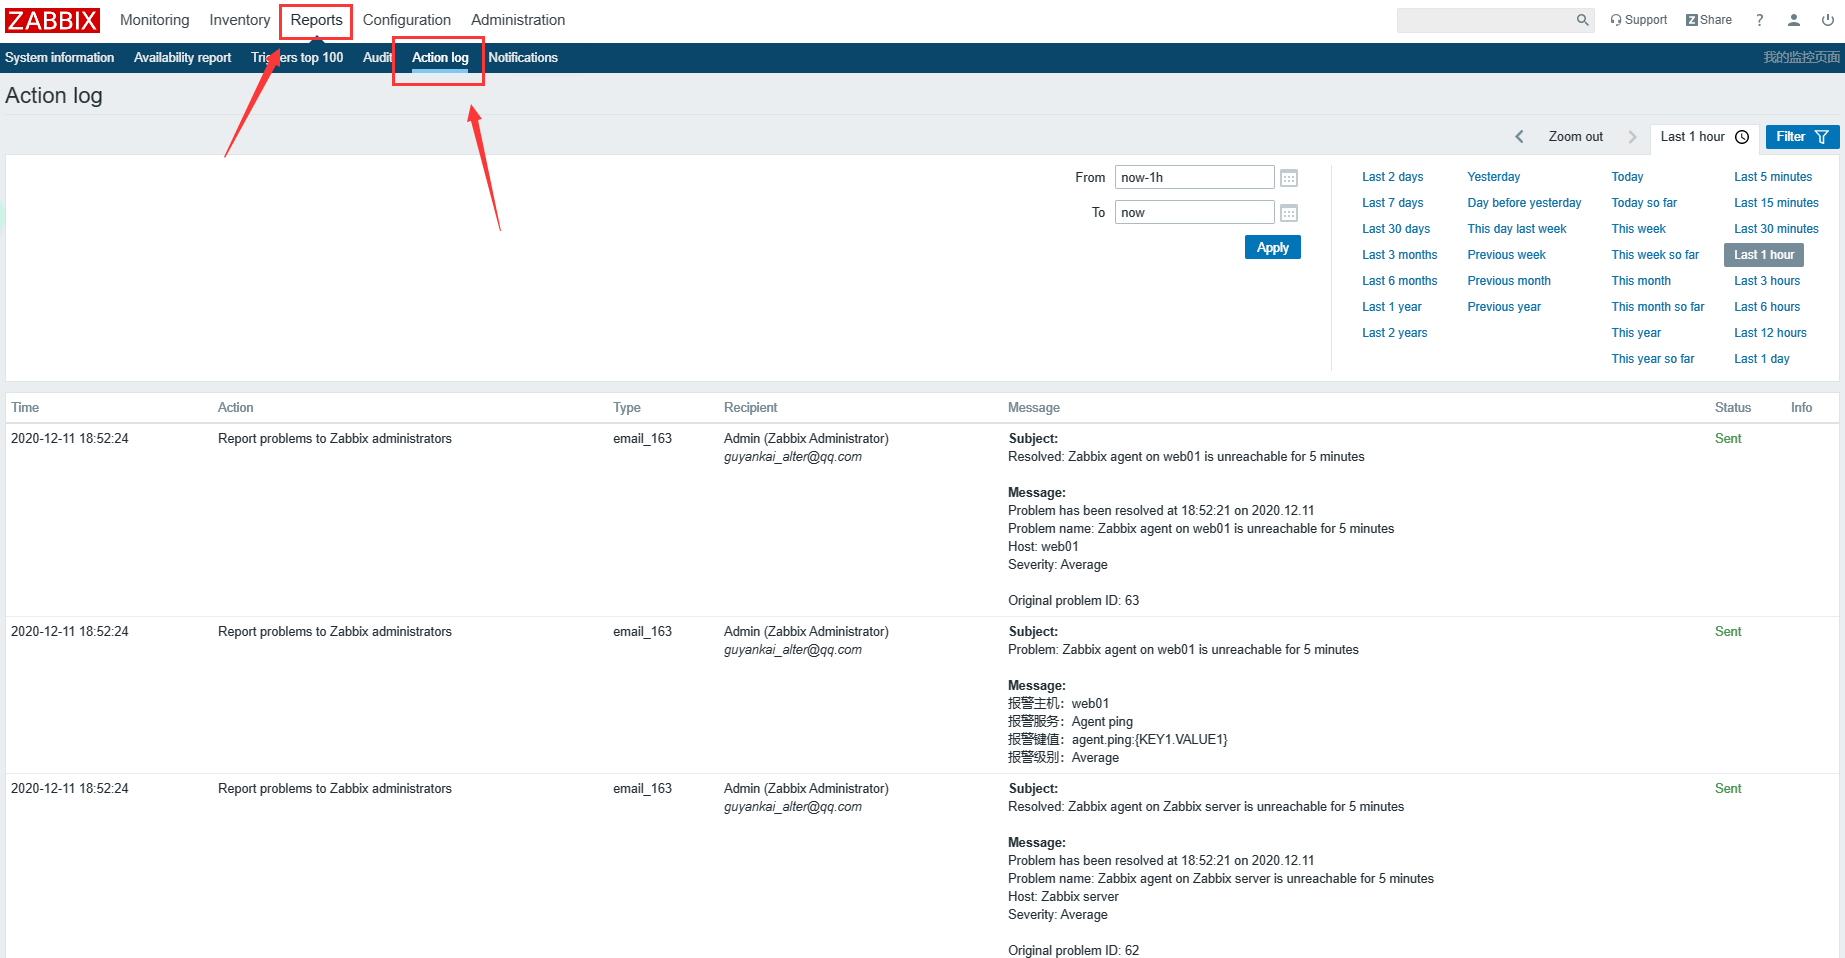 ZABBIX Monitoring Inventory Reports Configuration Administration Support Z Share ?
System information Availability report Triggers top 100 Audit Action log Notifications 我的监控页面
Action log
Zoom out Last 1 hour Filter
From now-1h
To now
Apply
Last 2 days Yesterday Today Last 5 minutes
Last 7 days Day before yesterday Today so far Last 15 minutes
Last 30 days This day last week This week Last 30 minutes
Last 3 months Previous week This week so far Last 1 hour
Last 6 months Previous month This month Last 3 hours
Last 1 year Previous year This month so far Last 6 hours
Last 2 years This year Last 12 hours
This year so far Last 1 day
Time Action Type Recipient Message Status Info
2020-12-11 18:52:24 Report problems to Zabbix administrators email_163 Admin (Zabbix Administrator) Subject: Sent
guyankai_alter@qq.com Resolved: Zabbix agent on web01 is unreachable for 5 minutes
Message:
Problem has been resolved at 18:52:21 on 2020.12.11
Problem name: Zabbix agent on web01 is unreachable for 5 minutes
Host: web01
Severity: Average
Original problem ID: 63
2020-12-11 18:52:24 Report problems to Zabbix administrators email_163 Admin (Zabbix Administrator) Subject: Sent
guyankai_alter@qq.com Problem: Zabbix agent on web01 is unreachable for 5 minutes
Message:
报警主机：web01
报警服务：Agent ping
报警键值：agent.ping:{KEY1.VALUE1}
报警级别：Average
2020-12-11 18:52:24 Report problems to Zabbix administrators email_163 Admin (Zabbix Administrator) Subject: Sent
guyankai_alter@qq.com Resolved: Zabbix agent on Zabbix server is unreachable for 5 minutes
Message:
Problem has been resolved at 18:52:21 on 2020.12.11
Problem name: Zabbix agent on Zabbix server is unreachable for 5 minutes
Host: Zabbix server
Severity: Average
Original problem ID: 62